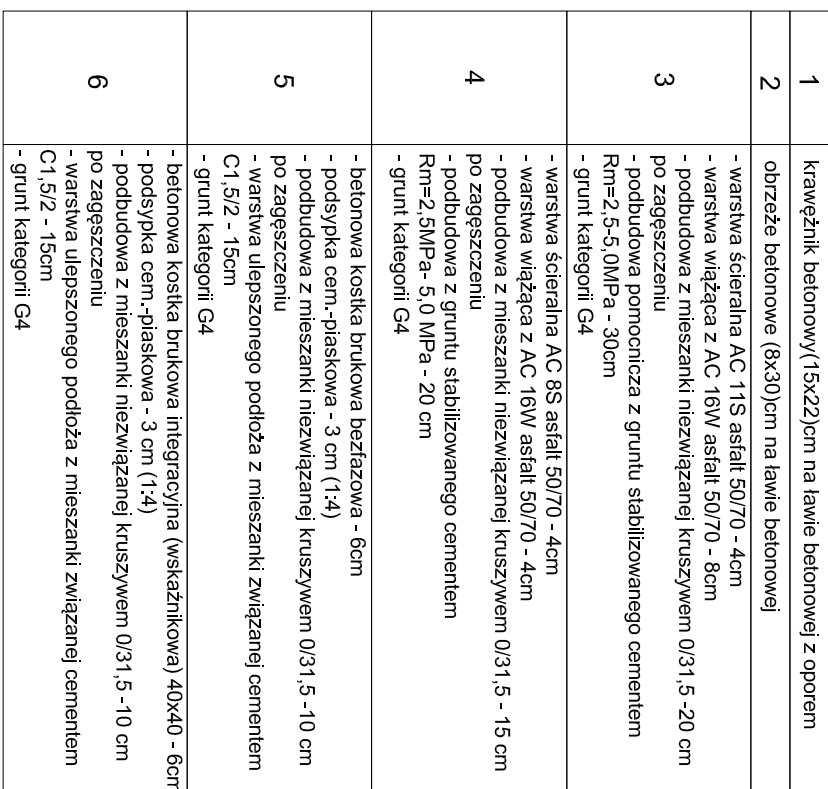 1
krawężnik betonowy(15x22)cm na ławie betonowej z oporem
2
obrzeże betonowe (8x30)cm na ławie betonowej
3
- warstwa ścieralna AC 11S asfalt 50/70 - 4cm
- warstwa wiążąca z AC 16W asfalt 50/70 - 8cm
- podbudowa z mieszanki niezwiązanej kruszywem 0/31,5 -20 cm
po zagęszczeniu
- podbudowa pomocnicza z gruntu stabilizowanego cementem
Rm=2,5-5,0MPa - 30cm
- grunt kategorii G4
4
- warstwa ścieralna AC 8S asfalt 50/70 - 4cm
- warstwa wiążąca z AC 16W asfalt 50/70 - 4cm
- podbudowa z mieszanki niezwiązanej kruszywem 0/31,5 - 15 cm
po zagęszczeniu
- podbudowa z gruntu stabilizowanego cementem
Rm=2,5MPa- 5,0 MPa - 20 cm
- grunt kategorii G4
5
- betonowa kostka brukowa bezfazowa - 6cm
- podsypka cem.-piaskowa - 3 cm (1:4)
- podbudowa z mieszanki niezwiązanej kruszywem 0/31,5 -10 cm
po zagęszczeniu
- warstwa ulepszonego podłoża z mieszanki związanej cementem
C1,5/2 - 15cm
- grunt kategorii G4
6
- betonowa kostka brukowa integracyjna (wskaźnikowa) 40x40 - 6cm
- podsypka cem.-piaskowa - 3 cm (1:4)
- podbudowa z mieszanki niezwiązanej kruszywem 0/31,5 -10 cm
po zagęszczeniu
- warstwa ulepszonego podłoża z mieszanki związanej cementem
C1,5/2 - 15cm
- grunt kategorii G4